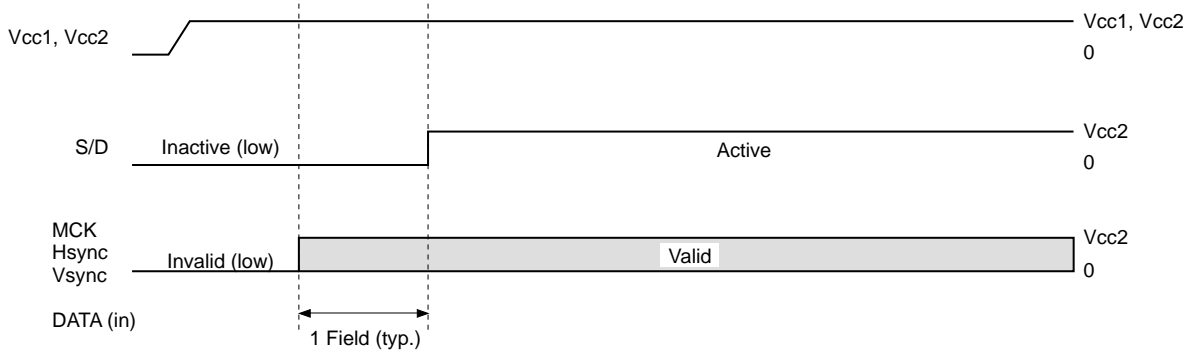 Vcc1, Vcc2
Vcc1, Vcc2
0
S/D
Inactive (low)
Active
Vcc2
0
MCK
Hsync
Vsync
Invalid (low)
Valid
Vcc2
0
DATA (in)
1 Field (typ.)